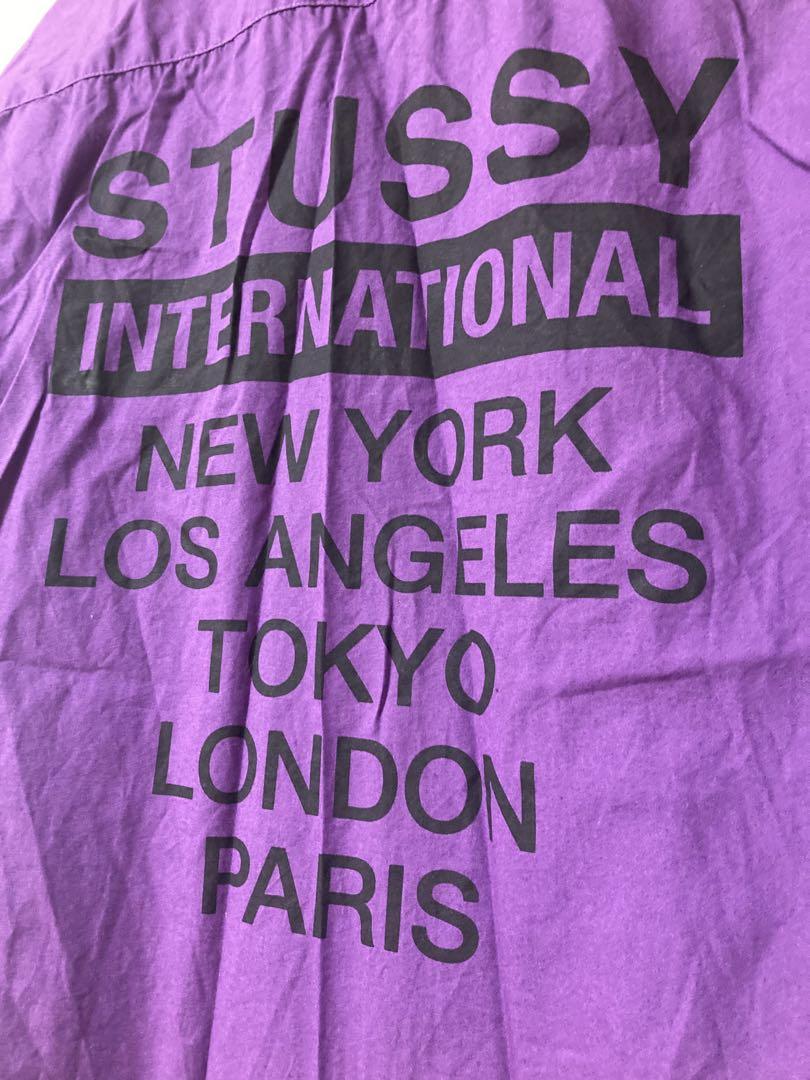 STUSSY
INTERNATIONAL
NEW YORK
LOS ANGELES
TOKYO
LONDON
PARIS